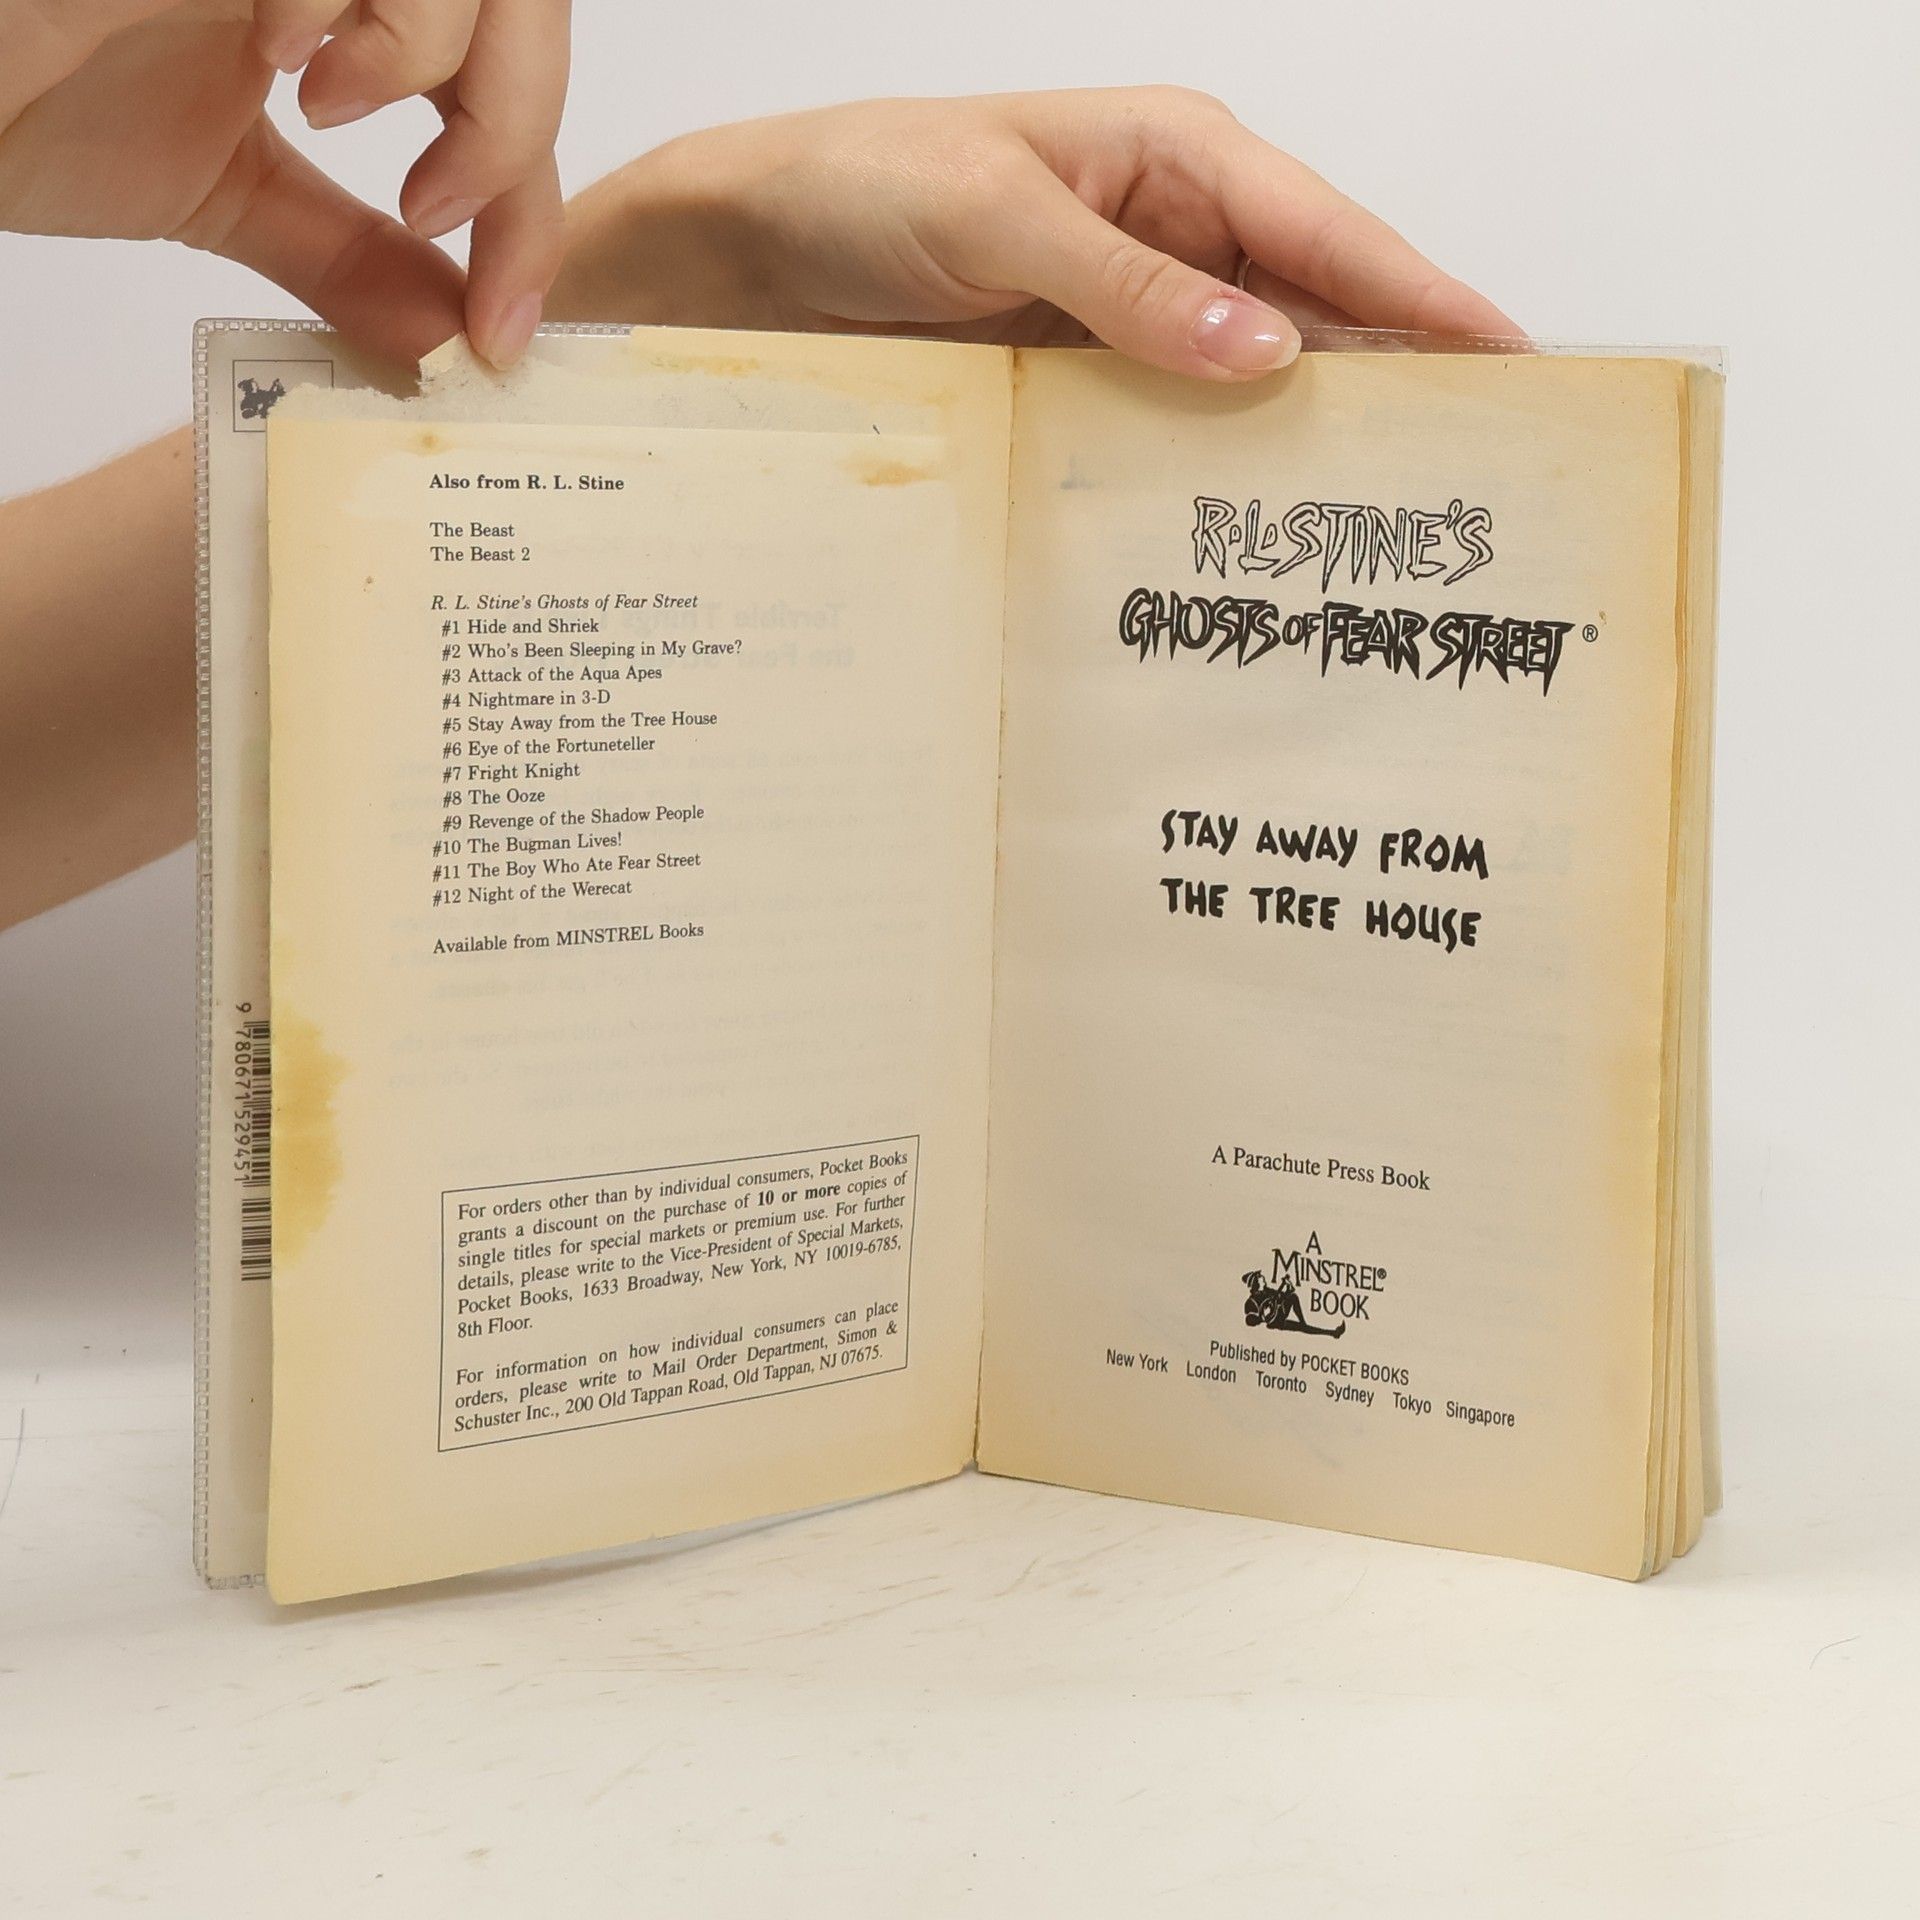 Also from R. L. Stine
The Beast
The Beast 2
R. L. Stine's Ghosts of Fear Street
#1 Hide and Shriek
#2 Who's Been Sleeping in My Grave?
#3 Attack of the Aqua Apes
#4 Nightmare in 3-D
#5 Stay Away from the Tree House
#6 Eye of the Fortuneteller
#7 Fright Knight
#8 The Ooze
#9 Revenge of the Shadow People
#10 The Bugman Lives!
#11 The Boy Who Ate Fear Street
#12 Night of the Werecat
Available from MINSTREL Books
For orders other than by individual consumers, Pocket Books
grants a discount on the purchase of 10 or more copies of
single titles for special markets or premium use. For further
details, please write to the Vice-President of Special Markets,
Pocket Books, 1633 Broadway, New York, NY 10019-6785,
8th Floor.
For information on how individual consumers can place
orders, please write to Mail Order Department, Simon &
Schuster Inc., 200 Old Tappan Road, Old Tappan, NJ 07675.
9 780671 529451
R·L·STINE'S
GHOSTS OF FEAR STREET ®
STAY AWAY FROM
THE TREE HOUSE
A Parachute Press Book
A
MINSTREL®
BOOK
Published by POCKET BOOKS
New York London Toronto Sydney Tokyo Singapore